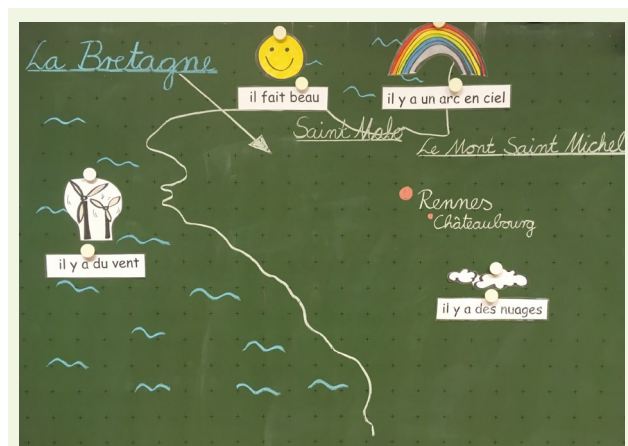 La Bretagne
il fait beau
il y a un arc en ciel
Saint Malo
Le Mont Saint Michel
Rennes
Châteaubourg
il y a du vent
il y a des nuages